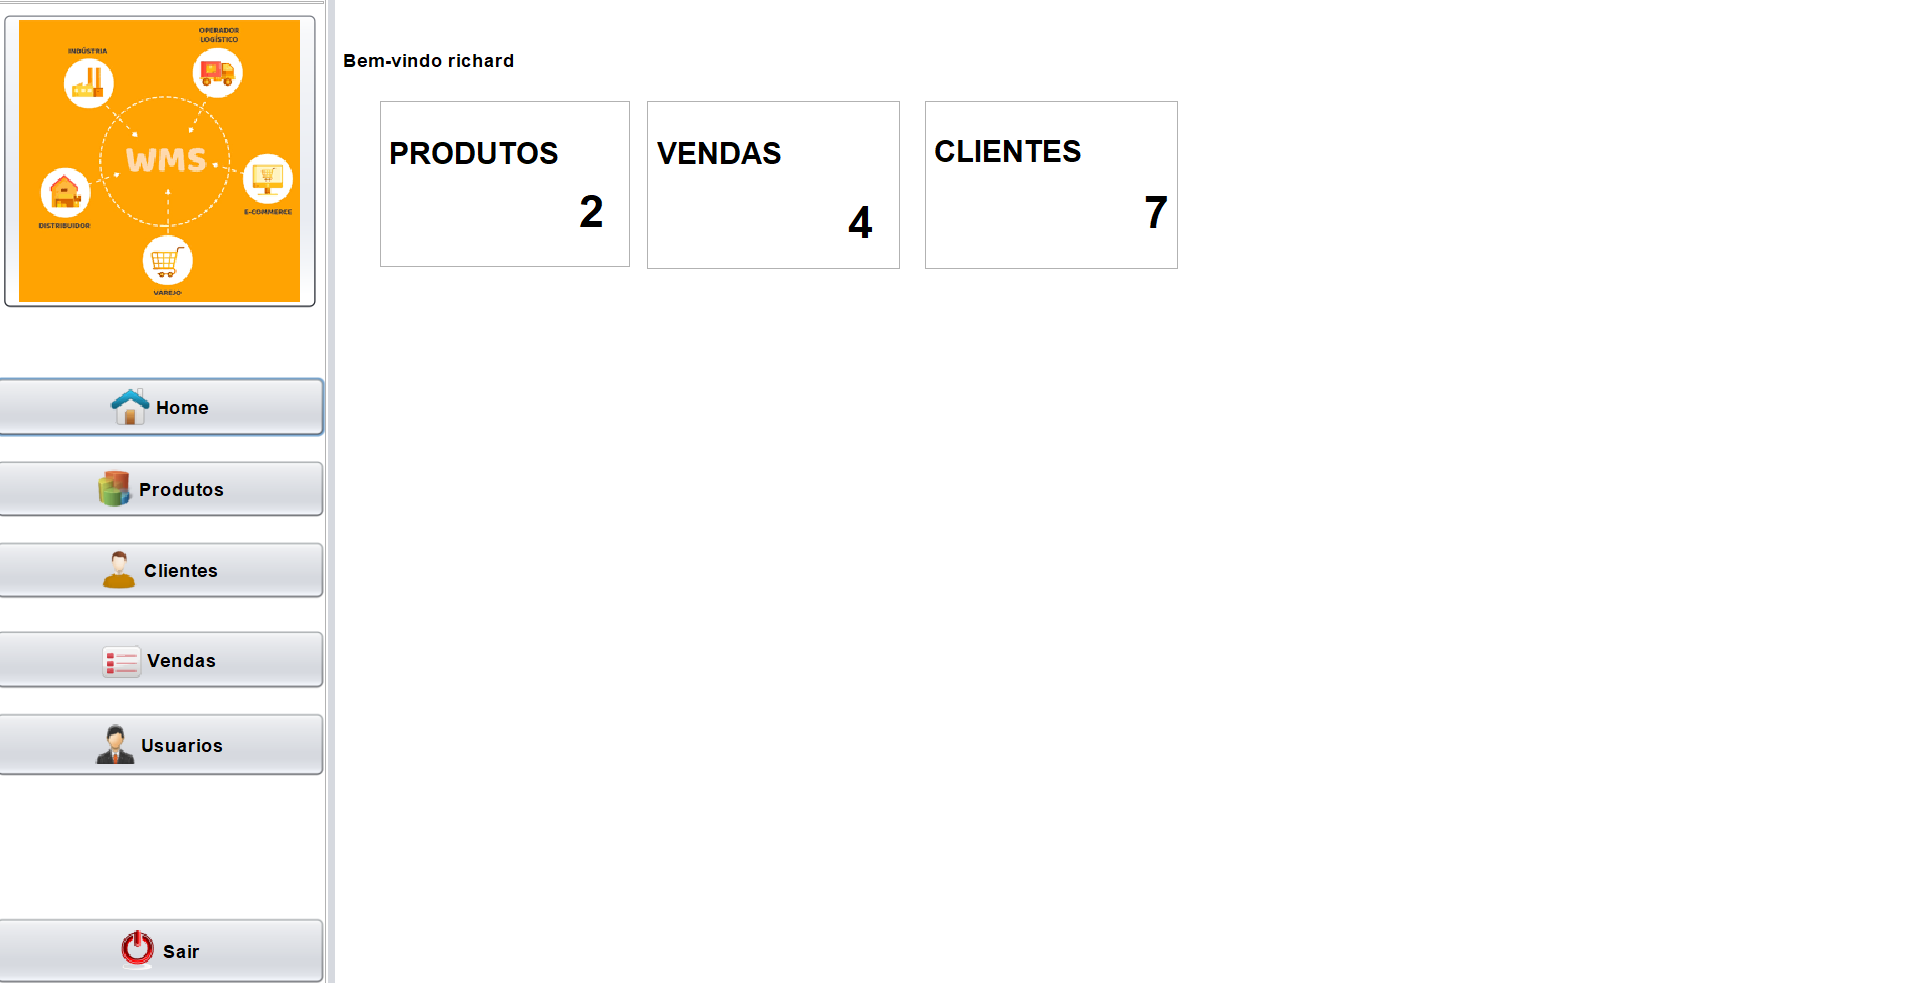 OPERADOR
LOGÍSTICO
INDÚSTRIA
WMS
E-COMMERCE
DISTRIBUIDOR
VAREJO
Home
Produtos
Clientes
Vendas
Usuarios
Sair
Bem-vindo richard
PRODUTOS
2
VENDAS
4
CLIENTES
7